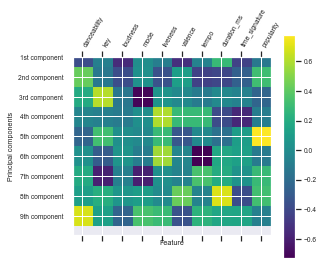 danceability key loudness mode liveness valence tempo duration_ms time_signature popularity
1st component
2nd component
3rd component
4th component
5th component
6th component
7th component
8th component
9th component
Principal components
Feature
0.6
0.4
0.2
0.0
−0.2
−0.4
−0.6